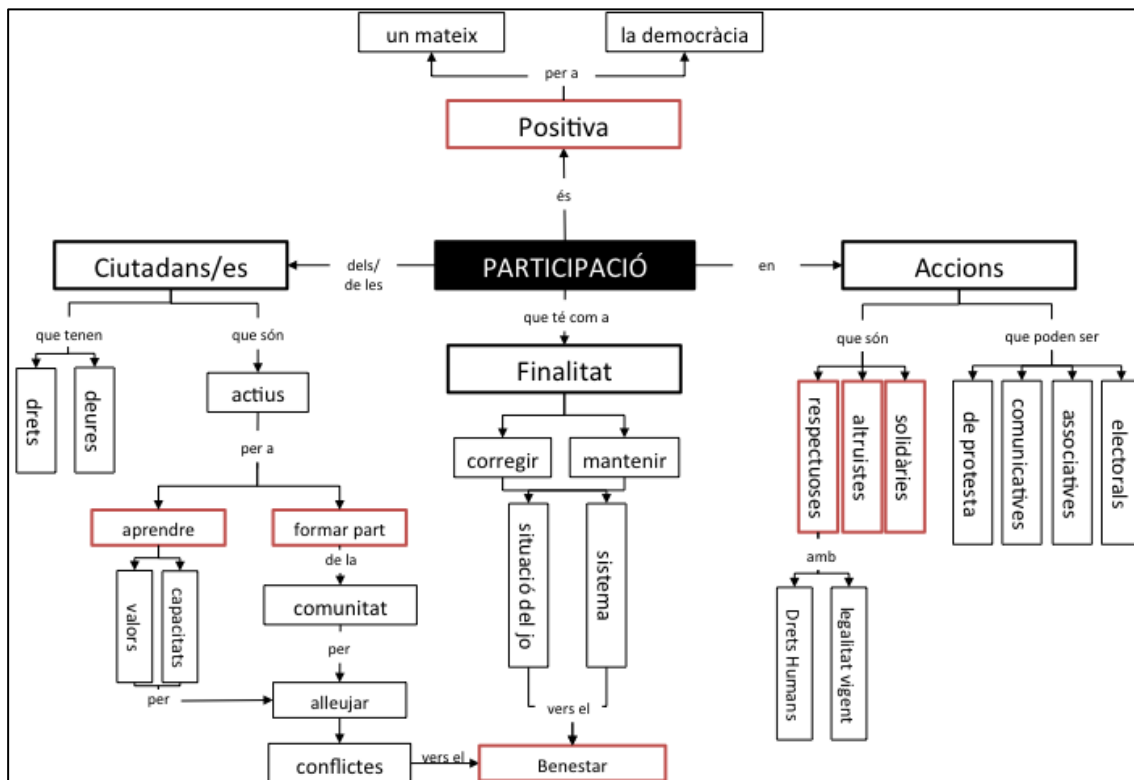 un mateix
la democràcia
per a
Positiva
és
Ciutadans/es
dels/
de les
PARTICIPACIÓ
en
Accions
que tenen
que són
que té com a
que són
que poden ser
drets
deures
actius
Finalitat
respectuoses
altruistes
solidàries
de protesta
comunicatives
associatives
electorals
per a
corregir
mantenir
aprendre
formar part
de la
situació del jo
sistema
amb
valors
capacitats
comunitat
Drets Humans
legalitat vigent
per
per
alleujar
vers el
conflictes
vers el
Benestar